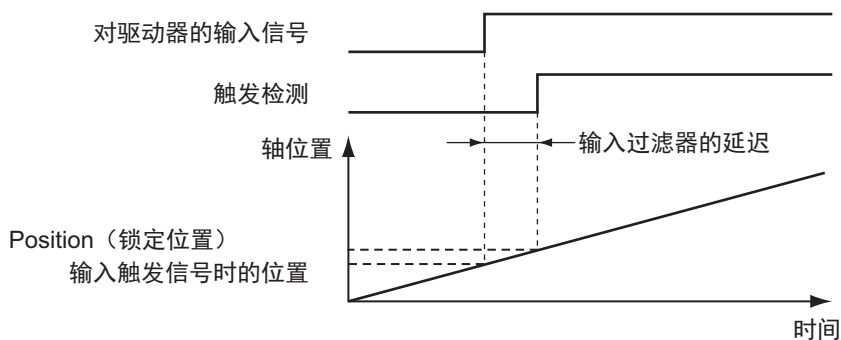 对驱动器的输入信号
触发检测
轴位置
输入过滤器的延迟
Position（锁定位置）
输入触发信号时的位置
时间